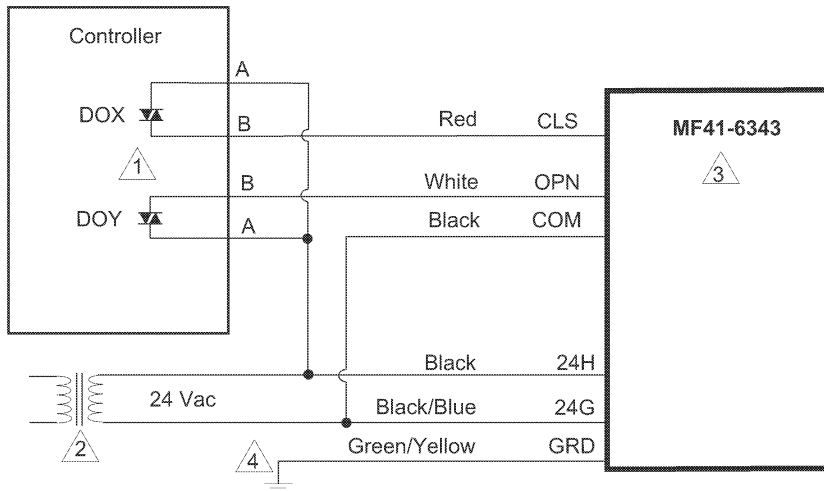 Controller
A
DOX
B
Red CLS
MF41-6343
1
3
B
White OPN
DOY
A
Black COM
Black 24H
24 Vac
Black/Blue 24G
2
4
Green/Yellow GRD